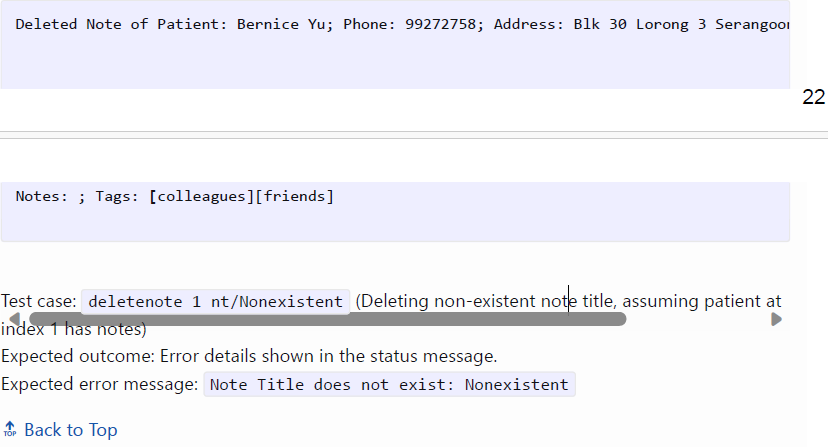 Deleted Note of Patient: Bernice Yu; Phone: 99272758; Address: Blk 30 Lorong 3 Serangoon
22
Notes: ; Tags: [colleagues][friends]
Test case: deletenote 1 nt/Nonexistent (Deleting non-existent note title, assuming patient at
index 1 has notes)
Expected outcome: Error details shown in the status message.
Expected error message: Note Title does not exist: Nonexistent
TOP Back to Top